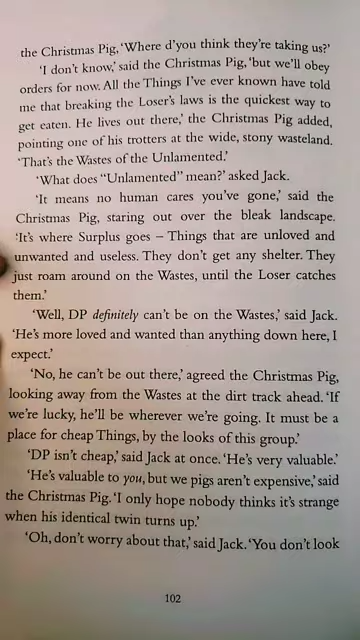 the Christmas Pig, ‘Where d’you think they’re taking us?’
‘I don’t know,’ said the Christmas Pig, ‘but we’ll obey
orders for now. All the Things I’ve ever known have told
me that breaking the Loser’s laws is the quickest way to
get eaten. He lives out there,’ the Christmas Pig added,
pointing one of his trotters at the wide, stony wasteland.
‘That’s the Wastes of the Unlamented.’
‘What does “Unlamented” mean?’ asked Jack.
‘It means no human cares you’ve gone,’ said the
Christmas Pig, staring out over the bleak landscape.
‘It’s where Surplus goes – Things that are unloved and
unwanted and useless. They don’t get any shelter. They
just roam around on the Wastes, until the Loser catches
them.’
‘Well, DP definitely can’t be on the Wastes,’ said Jack.
‘He’s more loved and wanted than anything down here, I
expect.’
‘No, he can’t be out there,’ agreed the Christmas Pig,
looking away from the Wastes at the dirt track ahead. ‘If
we’re lucky, he’ll be wherever we’re going. It must be a
place for cheap Things, by the looks of this group.’
‘DP isn’t cheap,’ said Jack at once. ‘He’s very valuable.’
‘He’s valuable to you, but we pigs aren’t expensive,’ said
the Christmas Pig. ‘I only hope nobody thinks it’s strange
when his identical twin turns up.’
‘Oh, don’t worry about that,’ said Jack. ‘You don’t look
102